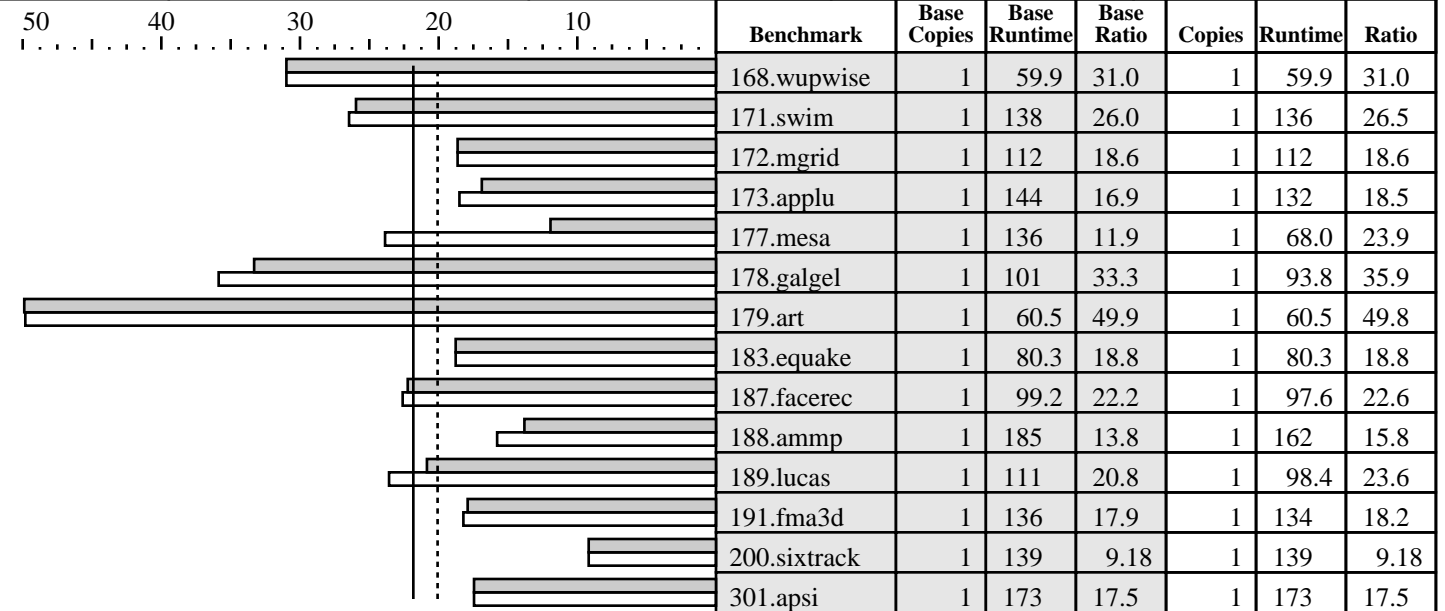 50 40 30 20 10
Benchmark Base Copies Base Runtime Base Ratio Copies Runtime Ratio
168.wupwise 1 59.9 31.0 1 59.9 31.0
171.swim 1 138 26.0 1 136 26.5
172.mgrid 1 112 18.6 1 112 18.6
173.applu 1 144 16.9 1 132 18.5
177.mesa 1 136 11.9 1 68.0 23.9
178.galgel 1 101 33.3 1 93.8 35.9
179.art 1 60.5 49.9 1 60.5 49.8
183.equake 1 80.3 18.8 1 80.3 18.8
187.facerec 1 99.2 22.2 1 97.6 22.6
188.ammp 1 185 13.8 1 162 15.8
189.lucas 1 111 20.8 1 98.4 23.6
191.fma3d 1 136 17.9 1 134 18.2
200.sixtrack 1 139 9.18 1 139 9.18
301.apsi 1 173 17.5 1 173 17.5